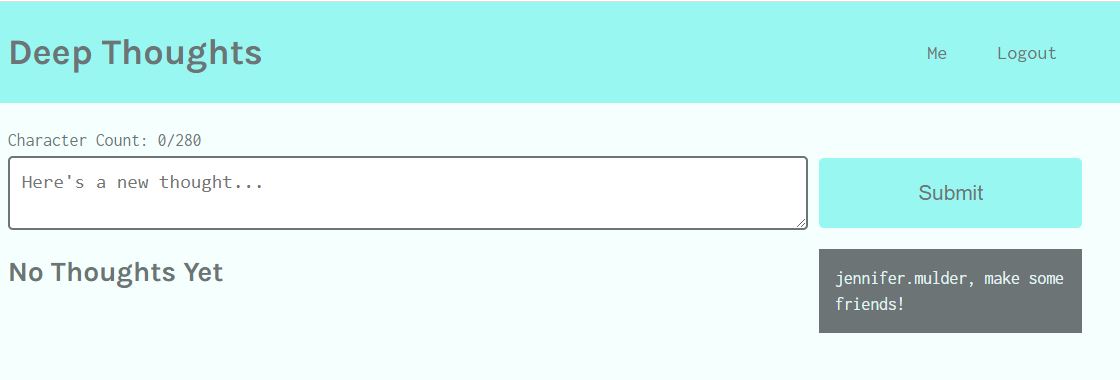 Deep Thoughts
Me
Logout
Character Count: 0/280
Here's a new thought...
Submit
No Thoughts Yet
jennifer.mulder, make some
friends!